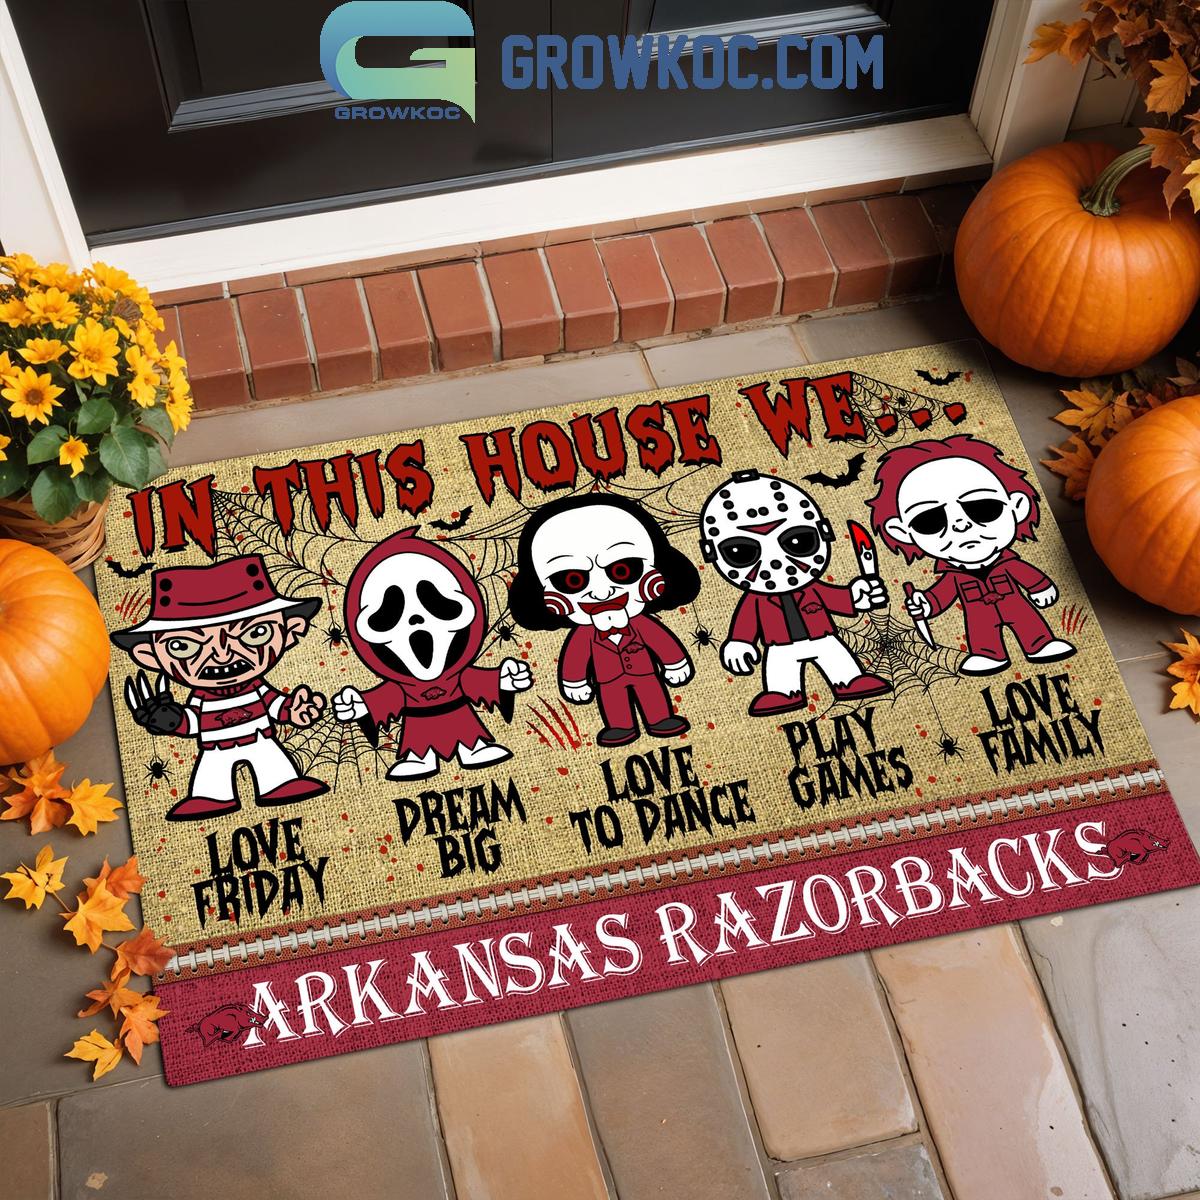 GROWKOC
GROWKOC.COM
IN THIS HOUSE WE...
LOVE
FRIDAY
DREAM
BIG
LOVE
TO DANCE
PLAY
GAMES
LOVE
FAMILY
ARKANSAS RAZORBACKS